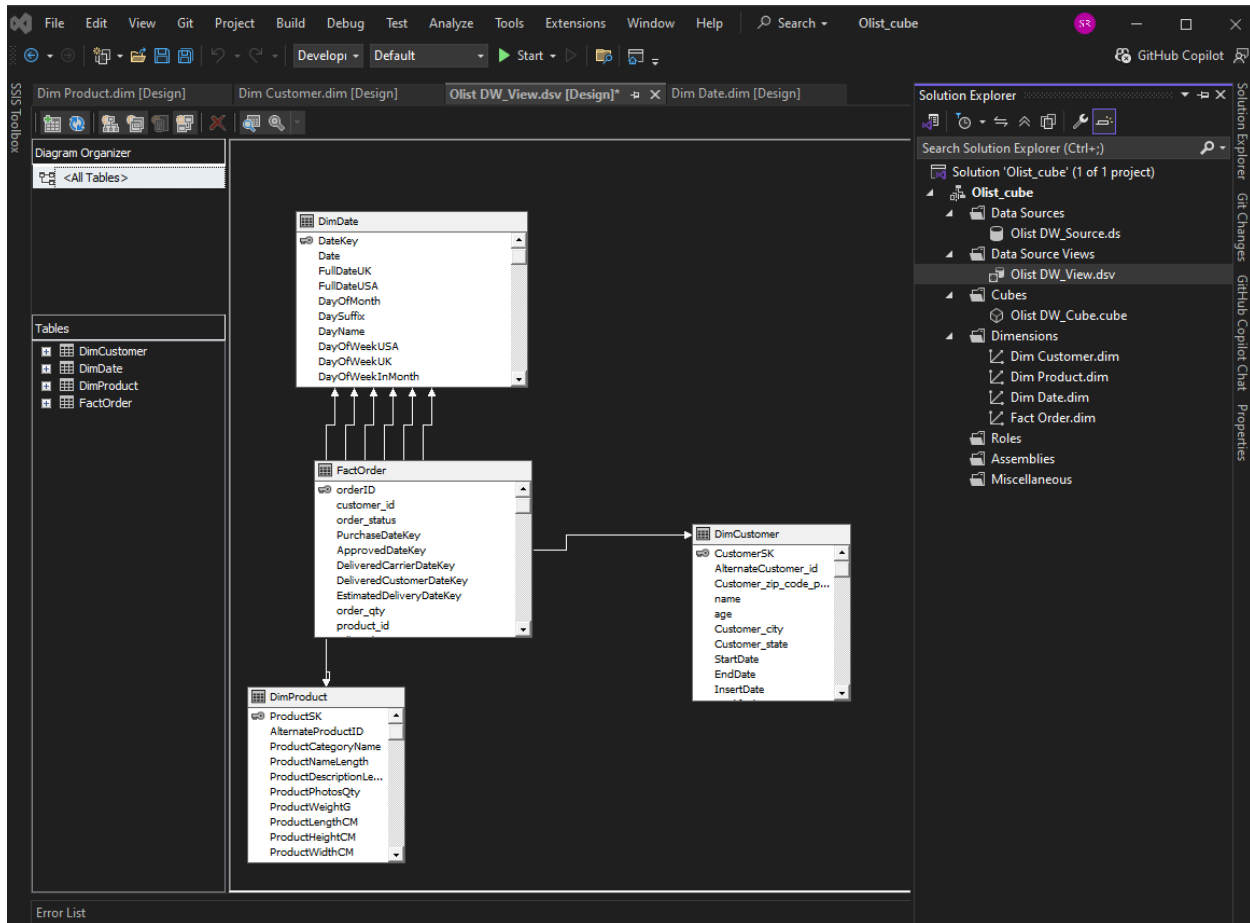 File Edit View Git Project Build Debug Test Analyze Tools Extensions Window Help Search Olist_cube SR
Developi Default Start GitHub Copilot
SSIS Toolbox
Dim Product.dim [Design] Dim Customer.dim [Design] Olist DW_View.dsv [Design]* Dim Date.dim [Design]
Diagram Organizer
<All Tables>
Tables
DimCustomer
DimDate
DimProduct
FactOrder
DimDate
DateKey
Date
FullDateUK
FullDateUSA
DayOfMonth
DaySuffix
DayName
DayOfWeekUSA
DayOfWeekUK
DayOfWeekInMonth
FactOrder
orderID
customer_id
order_status
PurchaseDateKey
ApprovedDateKey
DeliveredCarrierDateKey
DeliveredCustomerDateKey
EstimatedDeliveryDateKey
order_qty
product_id
DimCustomer
CustomerSK
AlternateCustomer_id
Customer_zip_code_p...
name
age
Customer_city
Customer_state
StartDate
EndDate
InsertDate
DimProduct
ProductSK
AlternateProductID
ProductCategoryName
ProductNameLength
ProductDescriptionLe...
ProductPhotosQty
ProductWeightG
ProductLengthCM
ProductHeightCM
ProductWidthCM
Solution Explorer
Search Solution Explorer (Ctrl+;)
Solution 'Olist_cube' (1 of 1 project)
Olist_cube
Data Sources
Olist DW_Source.ds
Data Source Views
Olist DW_View.dsv
Cubes
Olist DW_Cube.cube
Dimensions
Dim Customer.dim
Dim Product.dim
Dim Date.dim
Fact Order.dim
Roles
Assemblies
Miscellaneous
Solution Explorer
Git Changes
GitHub Copilot Chat
Properties
Error List